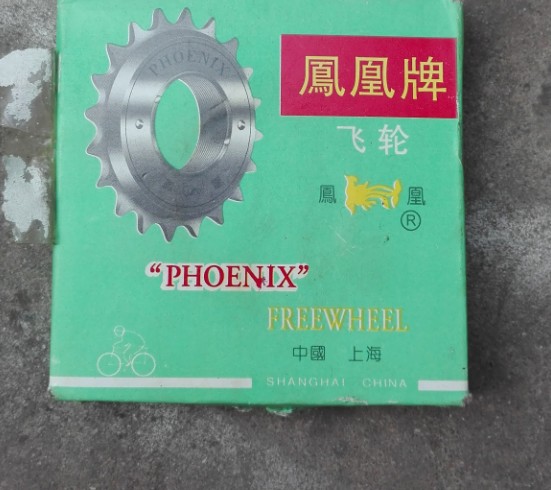 PHOENIX
鳳凰牌
飞轮
鳳 凰
®
“PHOENIX”
FREEWHEEL
中國 上海
SHANGHAI CHINA